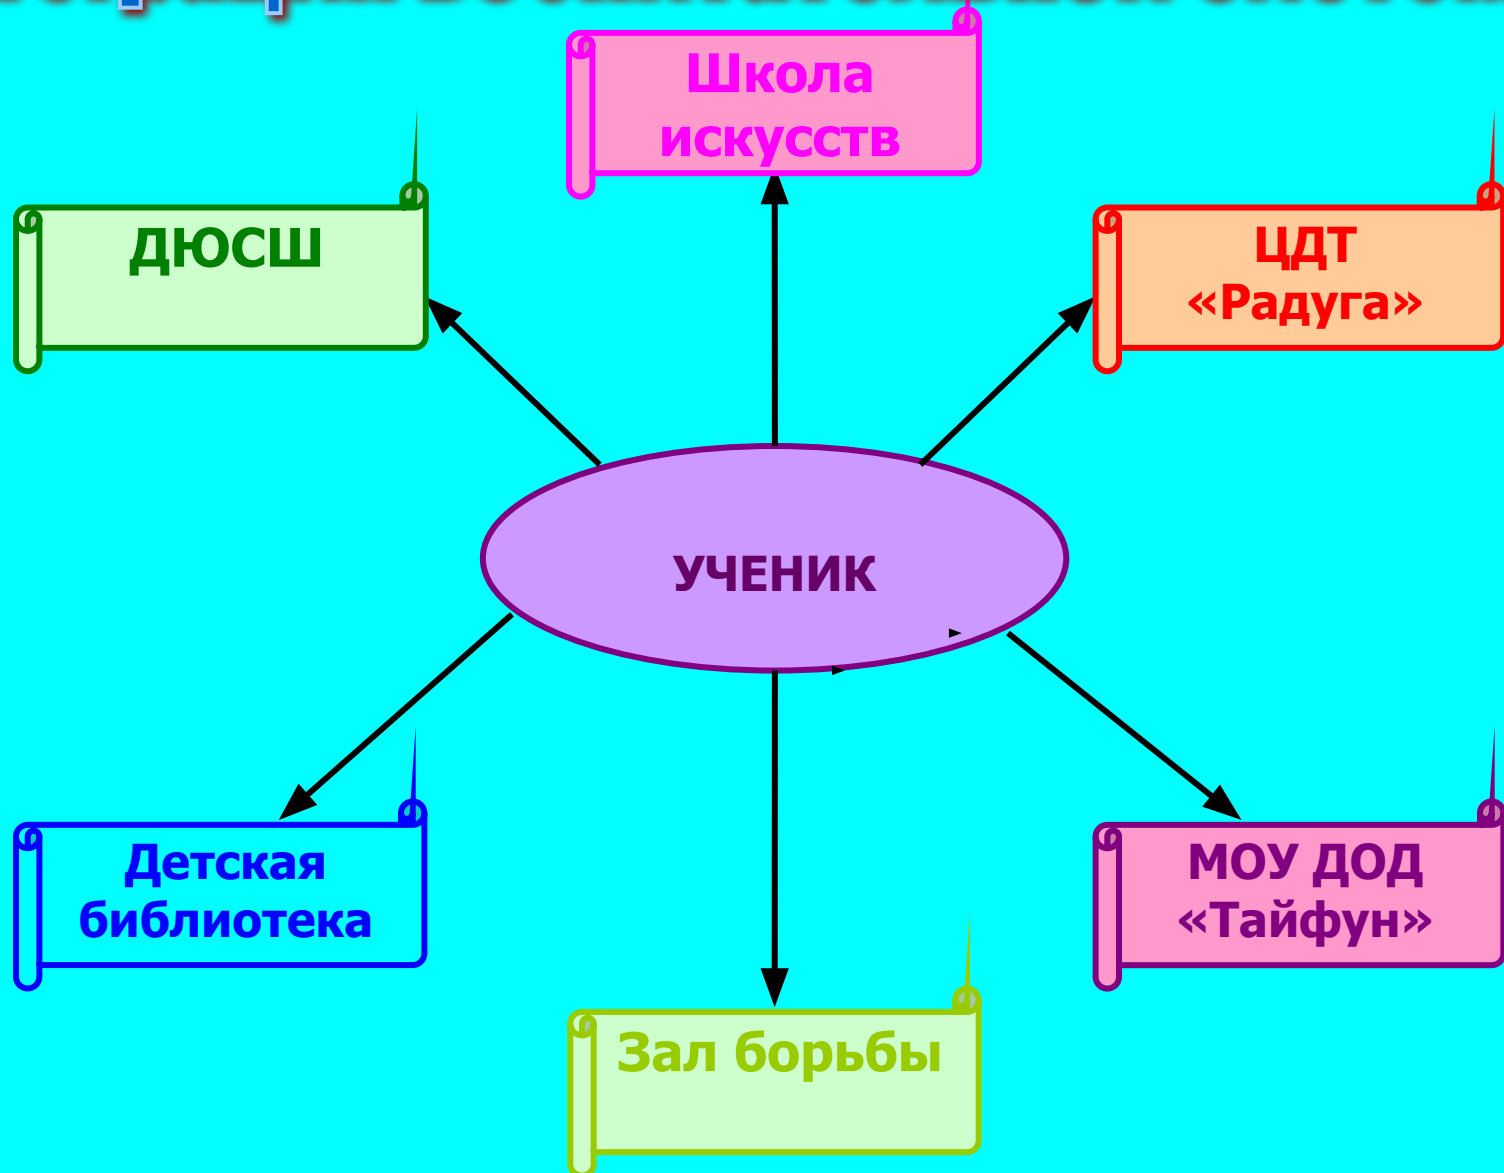 Школа
искусств
ДЮСШ
ЦДТ
«Радуга»
УЧЕНИК
Детская
библиотека
МОУ ДОД
«Тайфун»
Зал борьбы